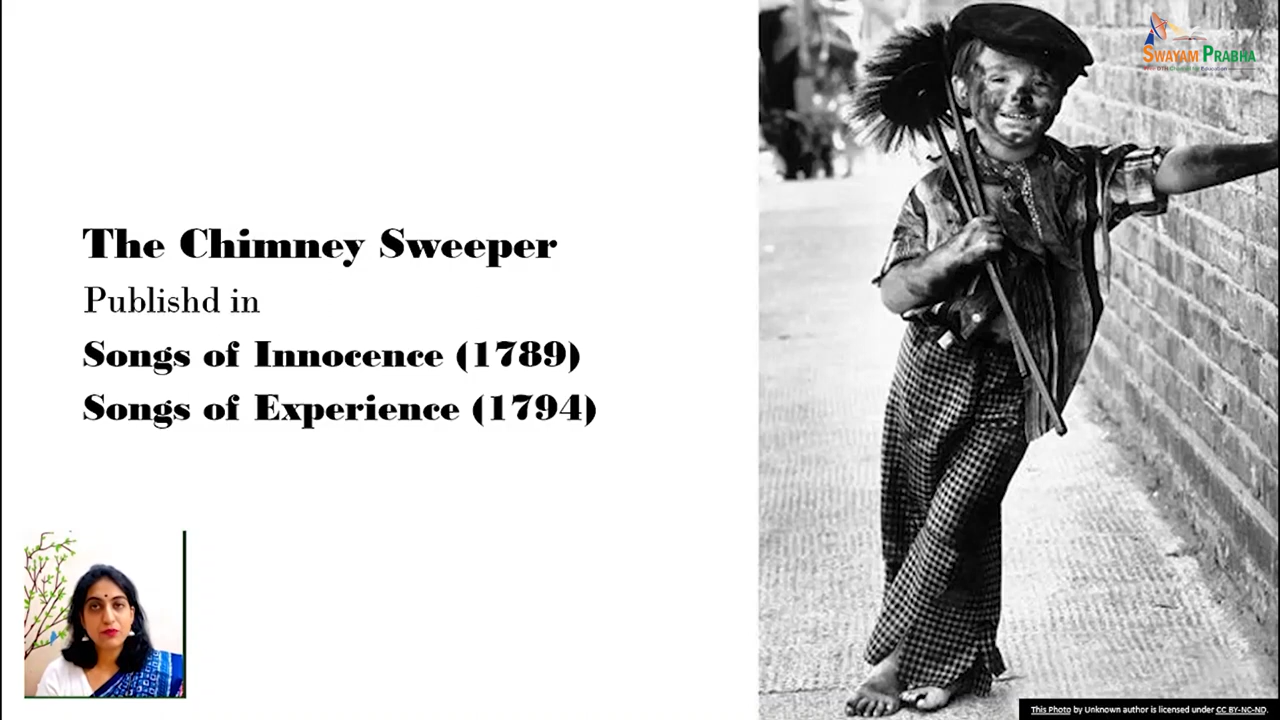 SWAYAM PRABHA
The Chimney Sweeper
Publishd in
Songs of Innocence (1789)
Songs of Experience (1794)
This Photo by Unknown author is licensed under CC BY-NC-ND.